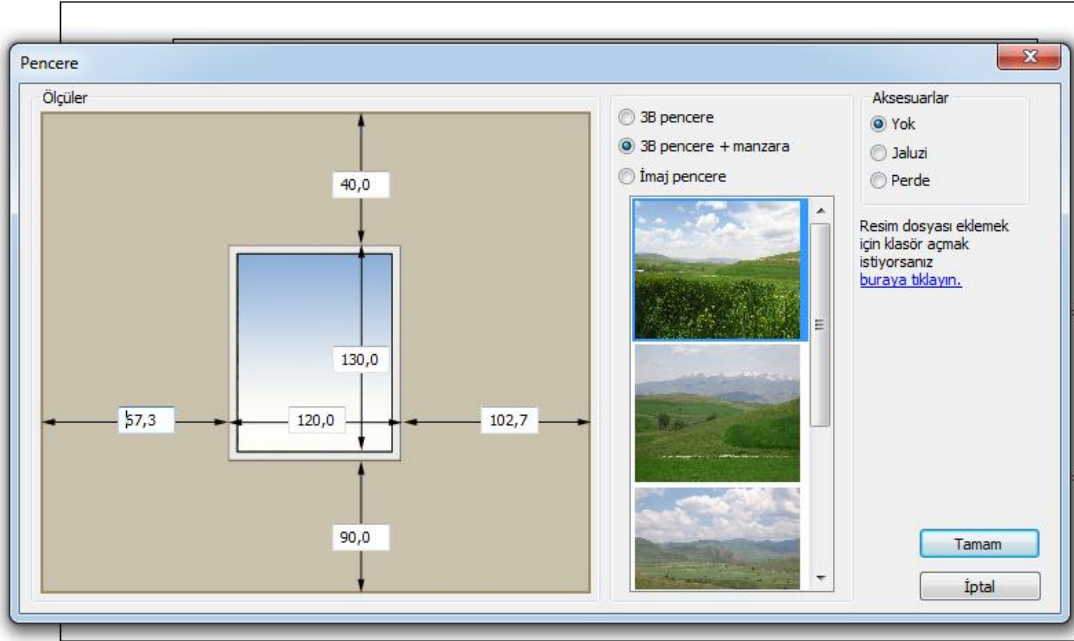 Pencere
Ölçüler
40,0
130,0
57,3
120,0
102,7
90,0
3B pencere
3B pencere + manzara
İmaj pencere
Aksesuarlar
Yok
Jaluzi
Perde
Resim dosyası eklemek
için klasör açmak
istiyorsanız
buraya tıklayın.
Tamam
İptal